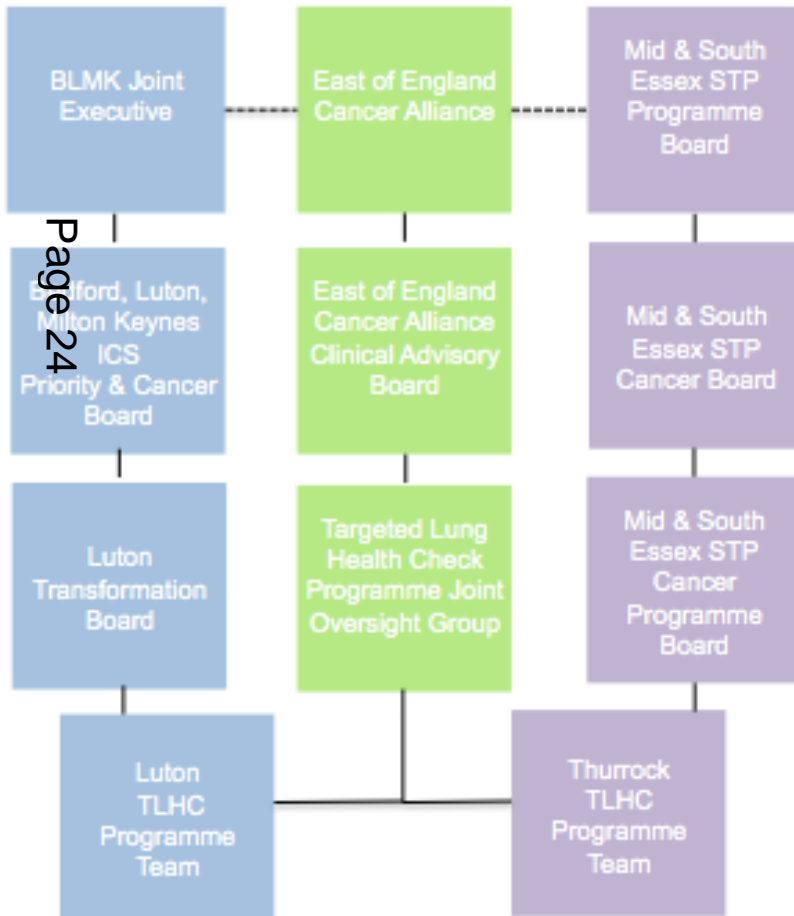 BLMK Joint
Executive
East of England
Cancer Alliance
Mid & South
Essex STP
Programme
Board
Page 24
Bedford, Luton,
Milton Keynes
ICS
Priority & Cancer
Board
East of England
Cancer Alliance
Clinical Advisory
Board
Mid & South
Essex STP
Cancer Board
Luton
Transformation
Board
Targeted Lung
Health Check
Programme Joint
Oversight Group
Mid & South
Essex STP
Cancer
Programme
Board
Luton
TLHC
Programme
Team
Thurrock
TLHC
Programme
Team